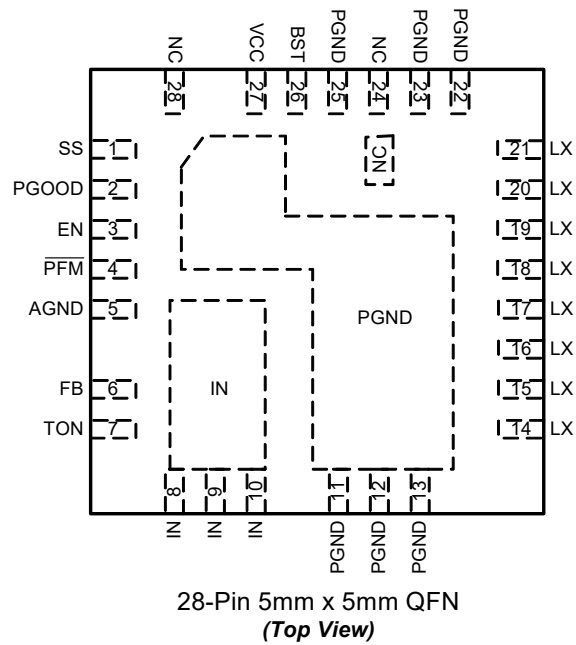 NC
VCC
BST
PGND
NC
PGND
PGND
28
27
26
25
24
23
22
SS 1
PGOOD 2
EN 3
PFM 4
AGND 5
FB 6
TON 7
NC
21 LX
20 LX
19 LX
18 LX
17 LX
16 LX
15 LX
14 LX
PGND
IN
8
9
10
11
12
13
IN
IN
IN
PGND
PGND
PGND
28-Pin 5mm x 5mm QFN
(Top View)